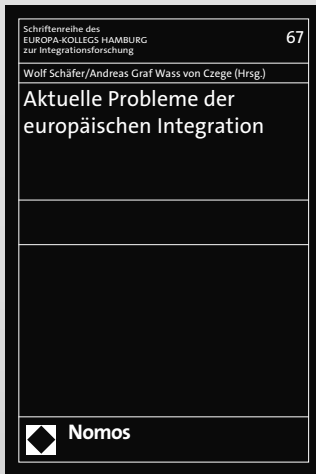 Schriftenreihe des
EUROPA-KOLLEGS HAMBURG
zur Integrationsforschung
67
Wolf Schäfer/Andreas Graf Wass von Czege (Hrsg.)
Aktuelle Probleme der
europäischen Integration
Nomos